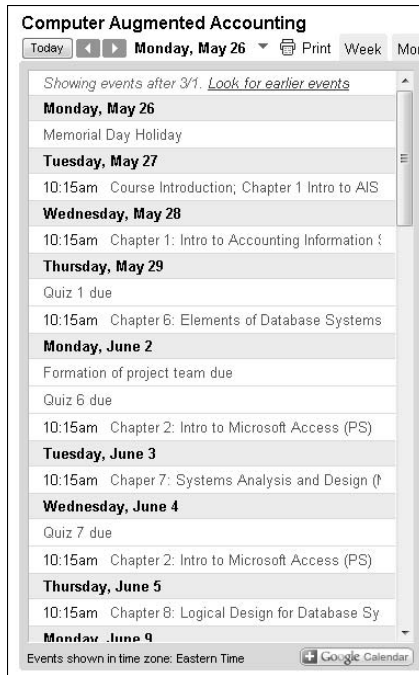 Computer Augmented Accounting
Today Monday, May 26 Print Week Mo
Showing events after 3/1. Look for earlier events
Monday, May 26
Memorial Day Holiday
Tuesday, May 27
10:15am Course Introduction; Chapter 1 Intro to AIS
Wednesday, May 28
10:15am Chapter 1: Intro to Accounting Information
Thursday, May 29
Quiz 1 due
10:15am Chapter 6: Elements of Database Systems
Monday, June 2
Formation of project team due
Quiz 6 due
10:15am Chapter 2: Intro to Microsoft Access (PS)
Tuesday, June 3
10:15am Chaper 7: Systems Analysis and Design
Wednesday, June 4
Quiz 7 due
10:15am Chapter 2: Intro to Microsoft Access (PS)
Thursday, June 5
10:15am Chapter 8: Logical Design for Database Sy
Monday, June 9
Events shown in time zone: Eastern Time Google Calendar